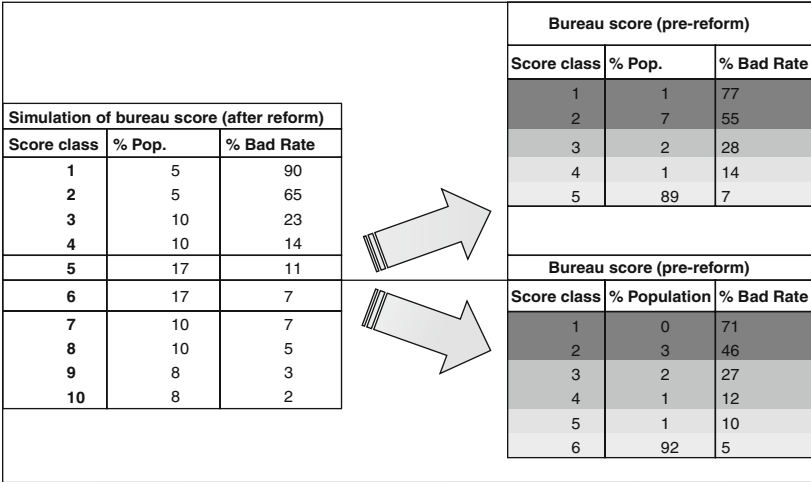 Simulation of bureau score (after reform)
Score class % Pop. % Bad Rate
1 5 90
2 5 65
3 10 23
4 10 14
5 17 11
6 17 7
7 10 7
8 10 5
9 8 3
10 8 2
Bureau score (pre-reform)
Score class % Pop. % Bad Rate
1 1 77
2 7 55
3 2 28
4 1 14
5 89 7
Bureau score (pre-reform)
Score class % Population % Bad Rate
1 0 71
2 3 46
3 2 27
4 1 12
5 1 10
6 92 5